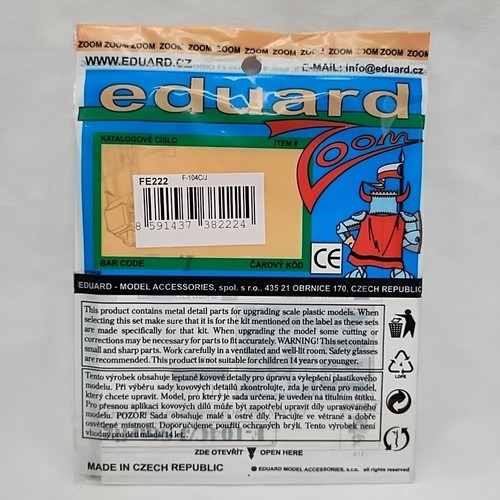 ZOOM ZOOM ZOOM ZOOM ZOOM ZOOM ZOOM ZOOM ZOOM ZOOM ZOOM ZOOM
WWW.EDUARD.CZ
E-MAIL: info@eduard.cz
eduard
Zoom
KATALOGOVÉ ČÍSLO
ITEM #
FE222
F-104C/J
8 591437 382224
BAR CODE
ČÁROVÝ KÓD
CE
EDUARD - MODEL ACCESSORIES, spol. s r.o., 435 21 OBRNICE 170, CZECH REPUBLIC
This product contains metal detail parts for upgrading scale plastic models. When
selecting this set make sure that it is for the kit mentioned on the label as these sets
are made specifically for that kit. When upgrading the model some cutting or
corrections may be necessary for parts to fit accurately. WARNING! This set contains
small and sharp parts. Work carefully in a ventilated and well-lit room. Safety glasses
are recommended. This product is not suitable for children 14 years or younger.
Tento výrobek obsahuje leptané kovové detaily pro úpravu a vylepšení plastikového
modelu. Při výběru sady kovových detailů zkontrolujte, zda je určena pro model,
který chcete upravit. Model, pro který je sada určena, je uveden na titulním štítku.
Pro přesnou aplikaci kovových dílů může být zapotřebí upravit díly upravovaného
modelu. POZOR! Sada obsahuje malé a ostré díly. Pracujte ve větrané a dobře
osvětlené místnosti. Doporučujeme použití ochranných brýlí. Tento výrobek není
vhodný pro děti mladší 14 let.
LDPE
ZDE OTEVŘÍT OPEN HERE
MADE IN CZECH REPUBLIC
EDUARD MODEL ACCESSORIES, s.r.o. all rights reserved